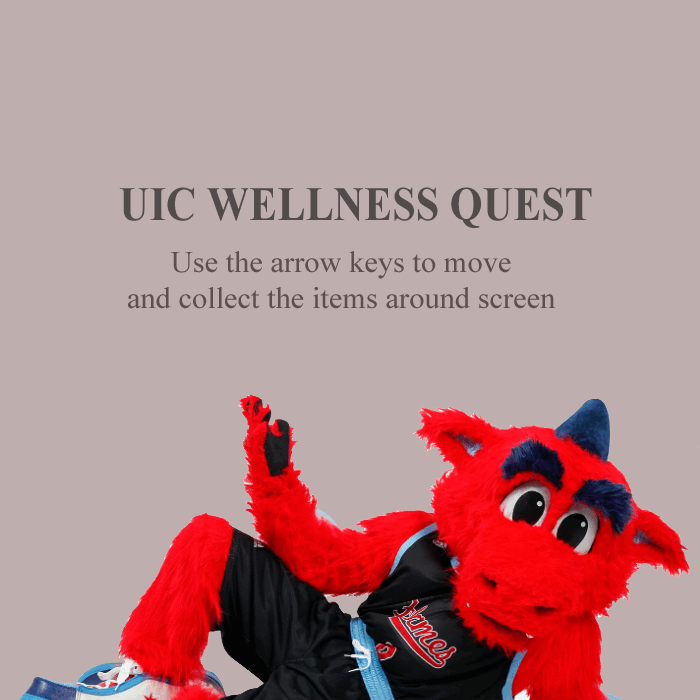 UIC WELLNESS QUEST
Use the arrow keys to move
and collect the items around screen
Flames